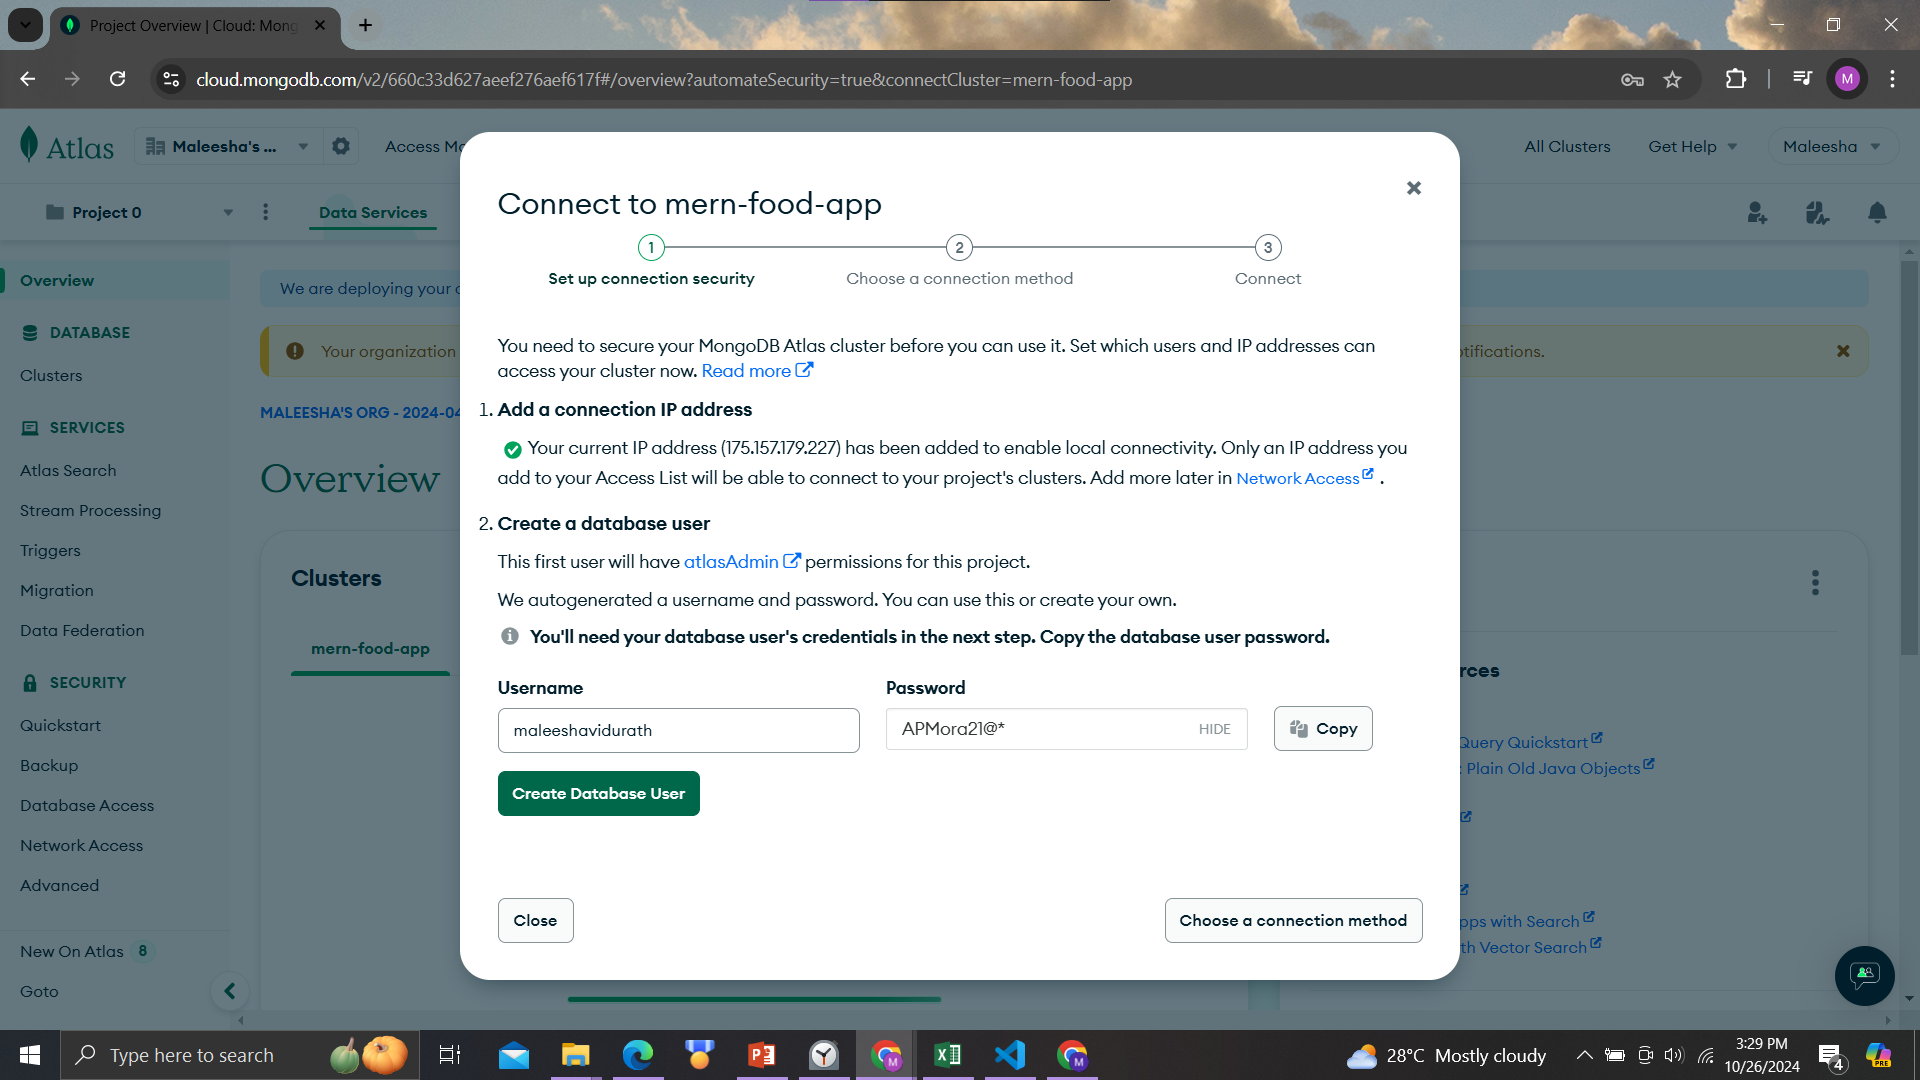 Project Overview | Cloud: Mong
cloud.mongodb.com/v2/660c33d627aeef276aef617f#/overview?automateSecurity=true&connectCluster=mern-food-app
M
Atlas
Maleesha's ...
Access Ma
All Clusters
Get Help
Maleesha
Project 0
Data Services
Overview
DATABASE
Clusters
SERVICES
Atlas Search
Stream Processing
Triggers
Migration
Data Federation
SECURITY
Quickstart
Backup
Database Access
Network Access
Advanced
New On Atlas 8
Goto
We are deploying your c
Your organization
otifications.
MALEESHA'S ORG - 2024-04
Overview
Clusters
mern-food-app
Connect to mern-food-app
1
2
3
Set up connection security
Choose a connection method
Connect
You need to secure your MongoDB Atlas cluster before you can use it. Set which users and IP addresses can
access your cluster now. Read more
1. Add a connection IP address
Your current IP address (175.157.179.227) has been added to enable local connectivity. Only an IP address you
add to your Access List will be able to connect to your project's clusters. Add more later in Network Access .
2. Create a database user
This first user will have atlasAdmin permissions for this project.
We autogenerated a username and password. You can use this or create your own.
You'll need your database user's credentials in the next step. Copy the database user password.
Username
Password
maleeshavidurath
APMora21@*
HIDE
Copy
Create Database User
Close
Choose a connection method
rces
Query Quickstart
: Plain Old Java Objects
pps with Search
th Vector Search
Type here to search
28°C Mostly cloudy
3:29 PM
10/26/2024
4
PRE